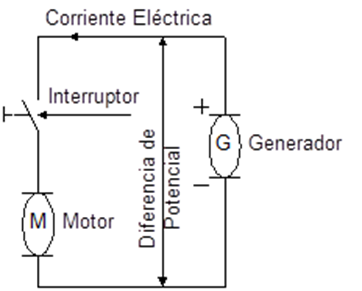 Corriente Eléctrica
Interruptor
+
G
Generador
Diferencia de
Potencial
M
Motor